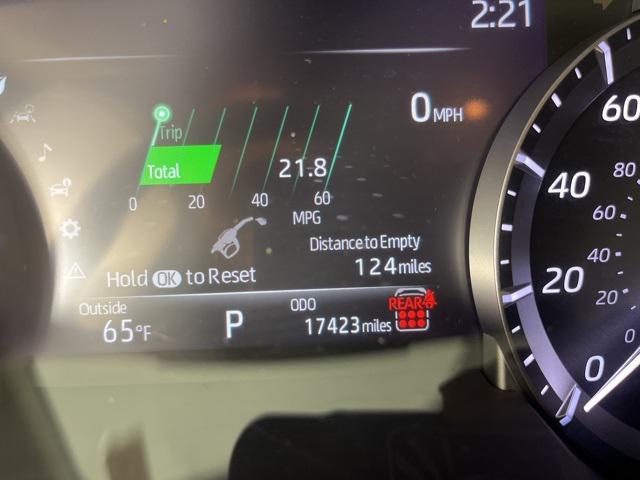 2:21
0 MPH
Trip
Total
21.8
0 20 40 60
MPG
Distance to Empty
124 miles
Hold OK to Reset
Outside
65°F
P
ODO
17423 miles
REAR
60
40
20
0
80
60
40
20
0